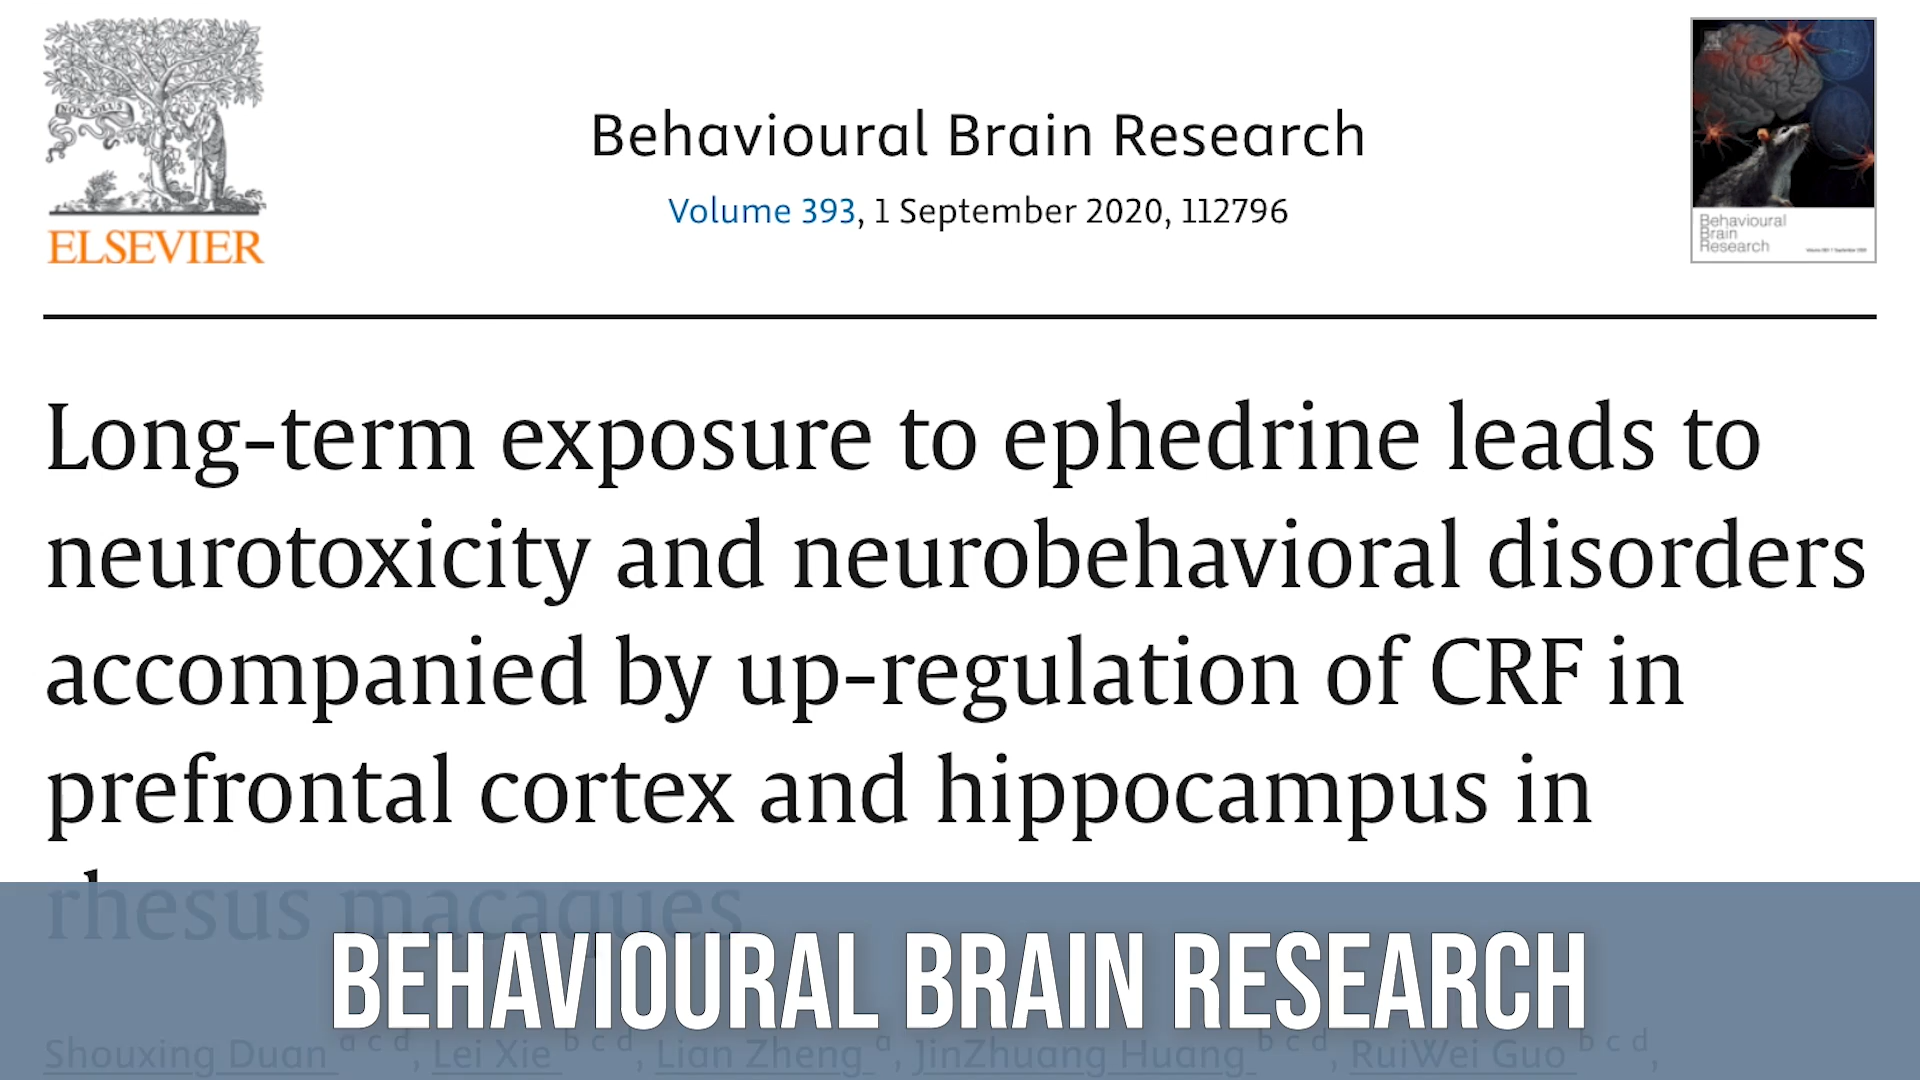 NON SOLUS
ELSEVIER
Behavioural Brain Research
Volume 393, 1 September 2020, 112796
Behavioural
Brain
Research
Long-term exposure to ephedrine leads to
neurotoxicity and neurobehavioral disorders
accompanied by up-regulation of CRF in
prefrontal cortex and hippocampus in
rhesus macaques
BEHAVIOURAL BRAIN RESEARCH
Shouxing Duan a c d, Lei Xie b c d, Lian Zheng a, JinZhuang Huang b c d, RuiWei Guo b c d,